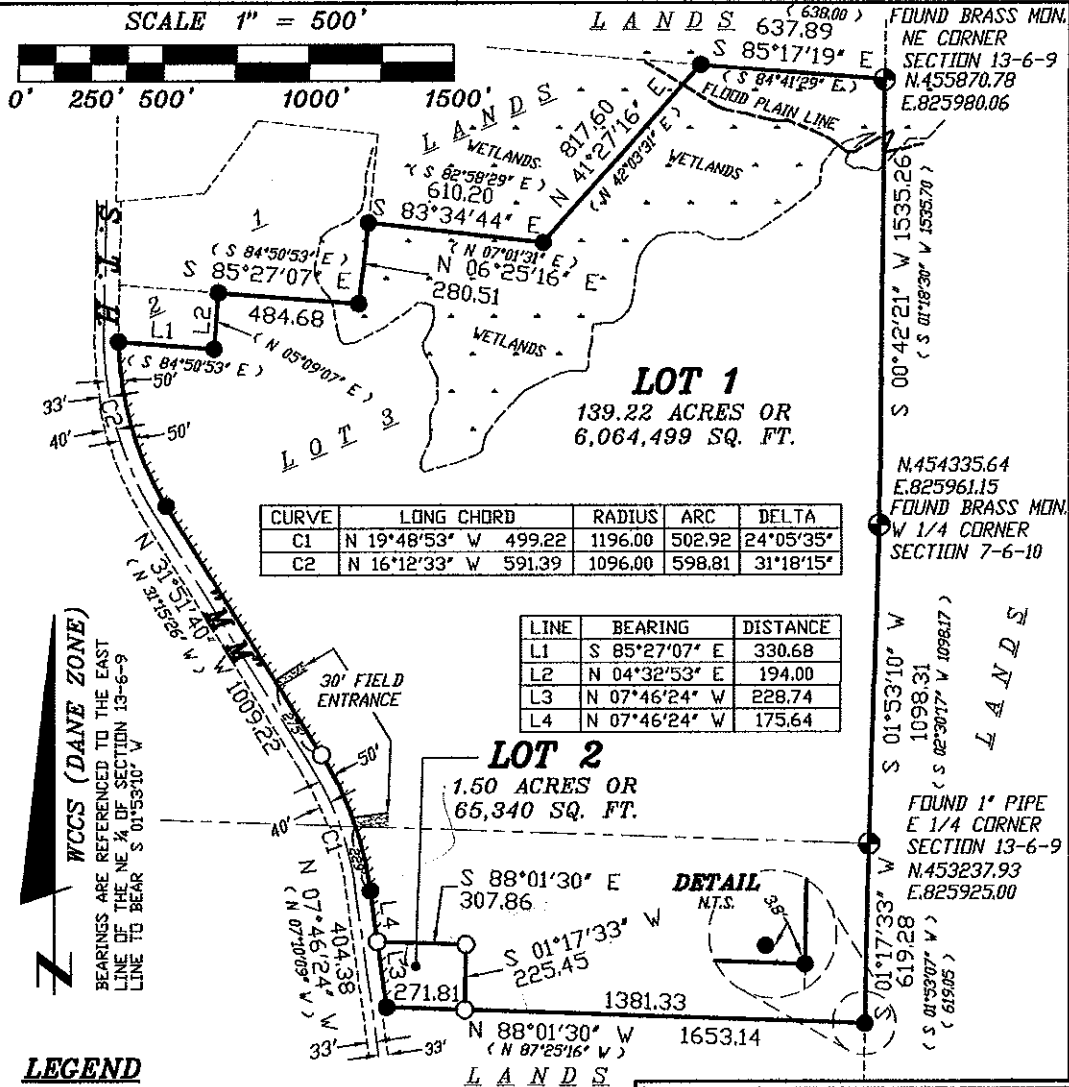 SCALE 1" = 500'
0' 250' 500' 1000' 1500'
L A N D S
( 638.00 )
637.89
S 85°17'19" E
( S 84°41'29" E )
FLOOD PLAIN LINE
FOUND BRASS MON.
NE CORNER
SECTION 13-6-9
N.455870.78
E.825980.06
L A N D S
WETLANDS
( S 82°58'29" E )
610.20
S 83°34'44" E
817.60
N 41°27'16" E
( N 42°03'31" E )
WETLANDS
1
( S 84°50'53" E )
S 85°27'07" E
484.68
( N 07°01'31" E )
N 06°25'16" E
280.51
S 00°42'21" W 1535.26
( S 01°18'30" W 1535.70 )
S.T.H.
2
L1
L2
( S 84°50'53" E )
( N 05°09'07" E )
WETLANDS
50'
33'
C2
40'
50'
L O T 3
LOT 1
139.22 ACRES OR
6,064,499 SQ. FT.
N.454335.64
E.825961.15
FOUND BRASS MON.
W 1/4 CORNER
SECTION 7-6-10
CURVE LONG CHORD RADIUS ARC DELTA
C1 N 19°48'53" W 499.22 1196.00 502.92 24°05'35"
C2 N 16°12'33" W 591.39 1096.00 598.81 31°18'15"
N 31°51'40" W 1009.22
( N 31°15'26" W )
"M M"
LINE BEARING DISTANCE
L1 S 85°27'07" E 330.68
L2 N 04°32'53" E 194.00
L3 N 07°46'24" W 228.74
L4 N 07°46'24" W 175.64
S 01°53'10" W
1098.31
( S 02°30'17" W 1098.17 )
L A N D S
30' FIELD
ENTRANCE
275'
50'
WCCS (DANE ZONE)
BEARINGS ARE REFERENCED TO THE EAST
LINE OF THE NE ¼ OF SECTION 13-6-9
LINE TO BEAR S 01°53'10" W
LOT 2
1.50 ACRES OR
65,340 SQ. FT.
40'
C1
229'
FOUND 1" PIPE
E 1/4 CORNER
SECTION 13-6-9
N.453237.93
E.825925.00
N 07°46'24" W
404.38
( N 07°10'09" W )
L4
S 88°01'30" E
307.86
DETAIL
N.T.S.
3.8'
S 01°17'33" W
619.28
( S 01°53'07" W )
( 619.05 )
L3
S 01°17'33" W
225.45
271.81
1381.33
N 88°01'30" W 1653.14
( N 87°25'16" W )
33'
33'
LEGEND
L A N D S